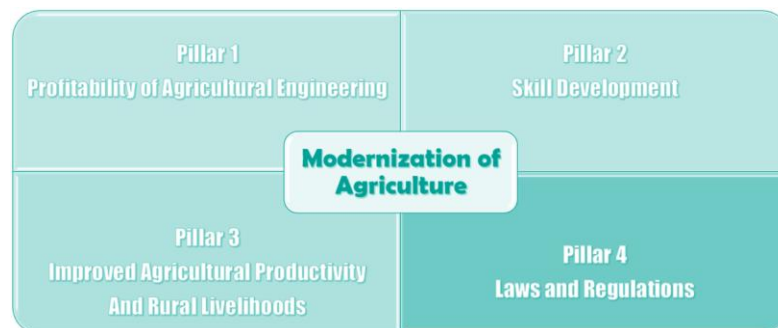 Pillar 1
Profitability of Agricultural Engineering
Pillar 2
Skill Development
Modernization of
Agriculture
Pillar 3
Improved Agricultural Productivity
And Rural Livelihoods
Pillar 4
Laws and Regulations